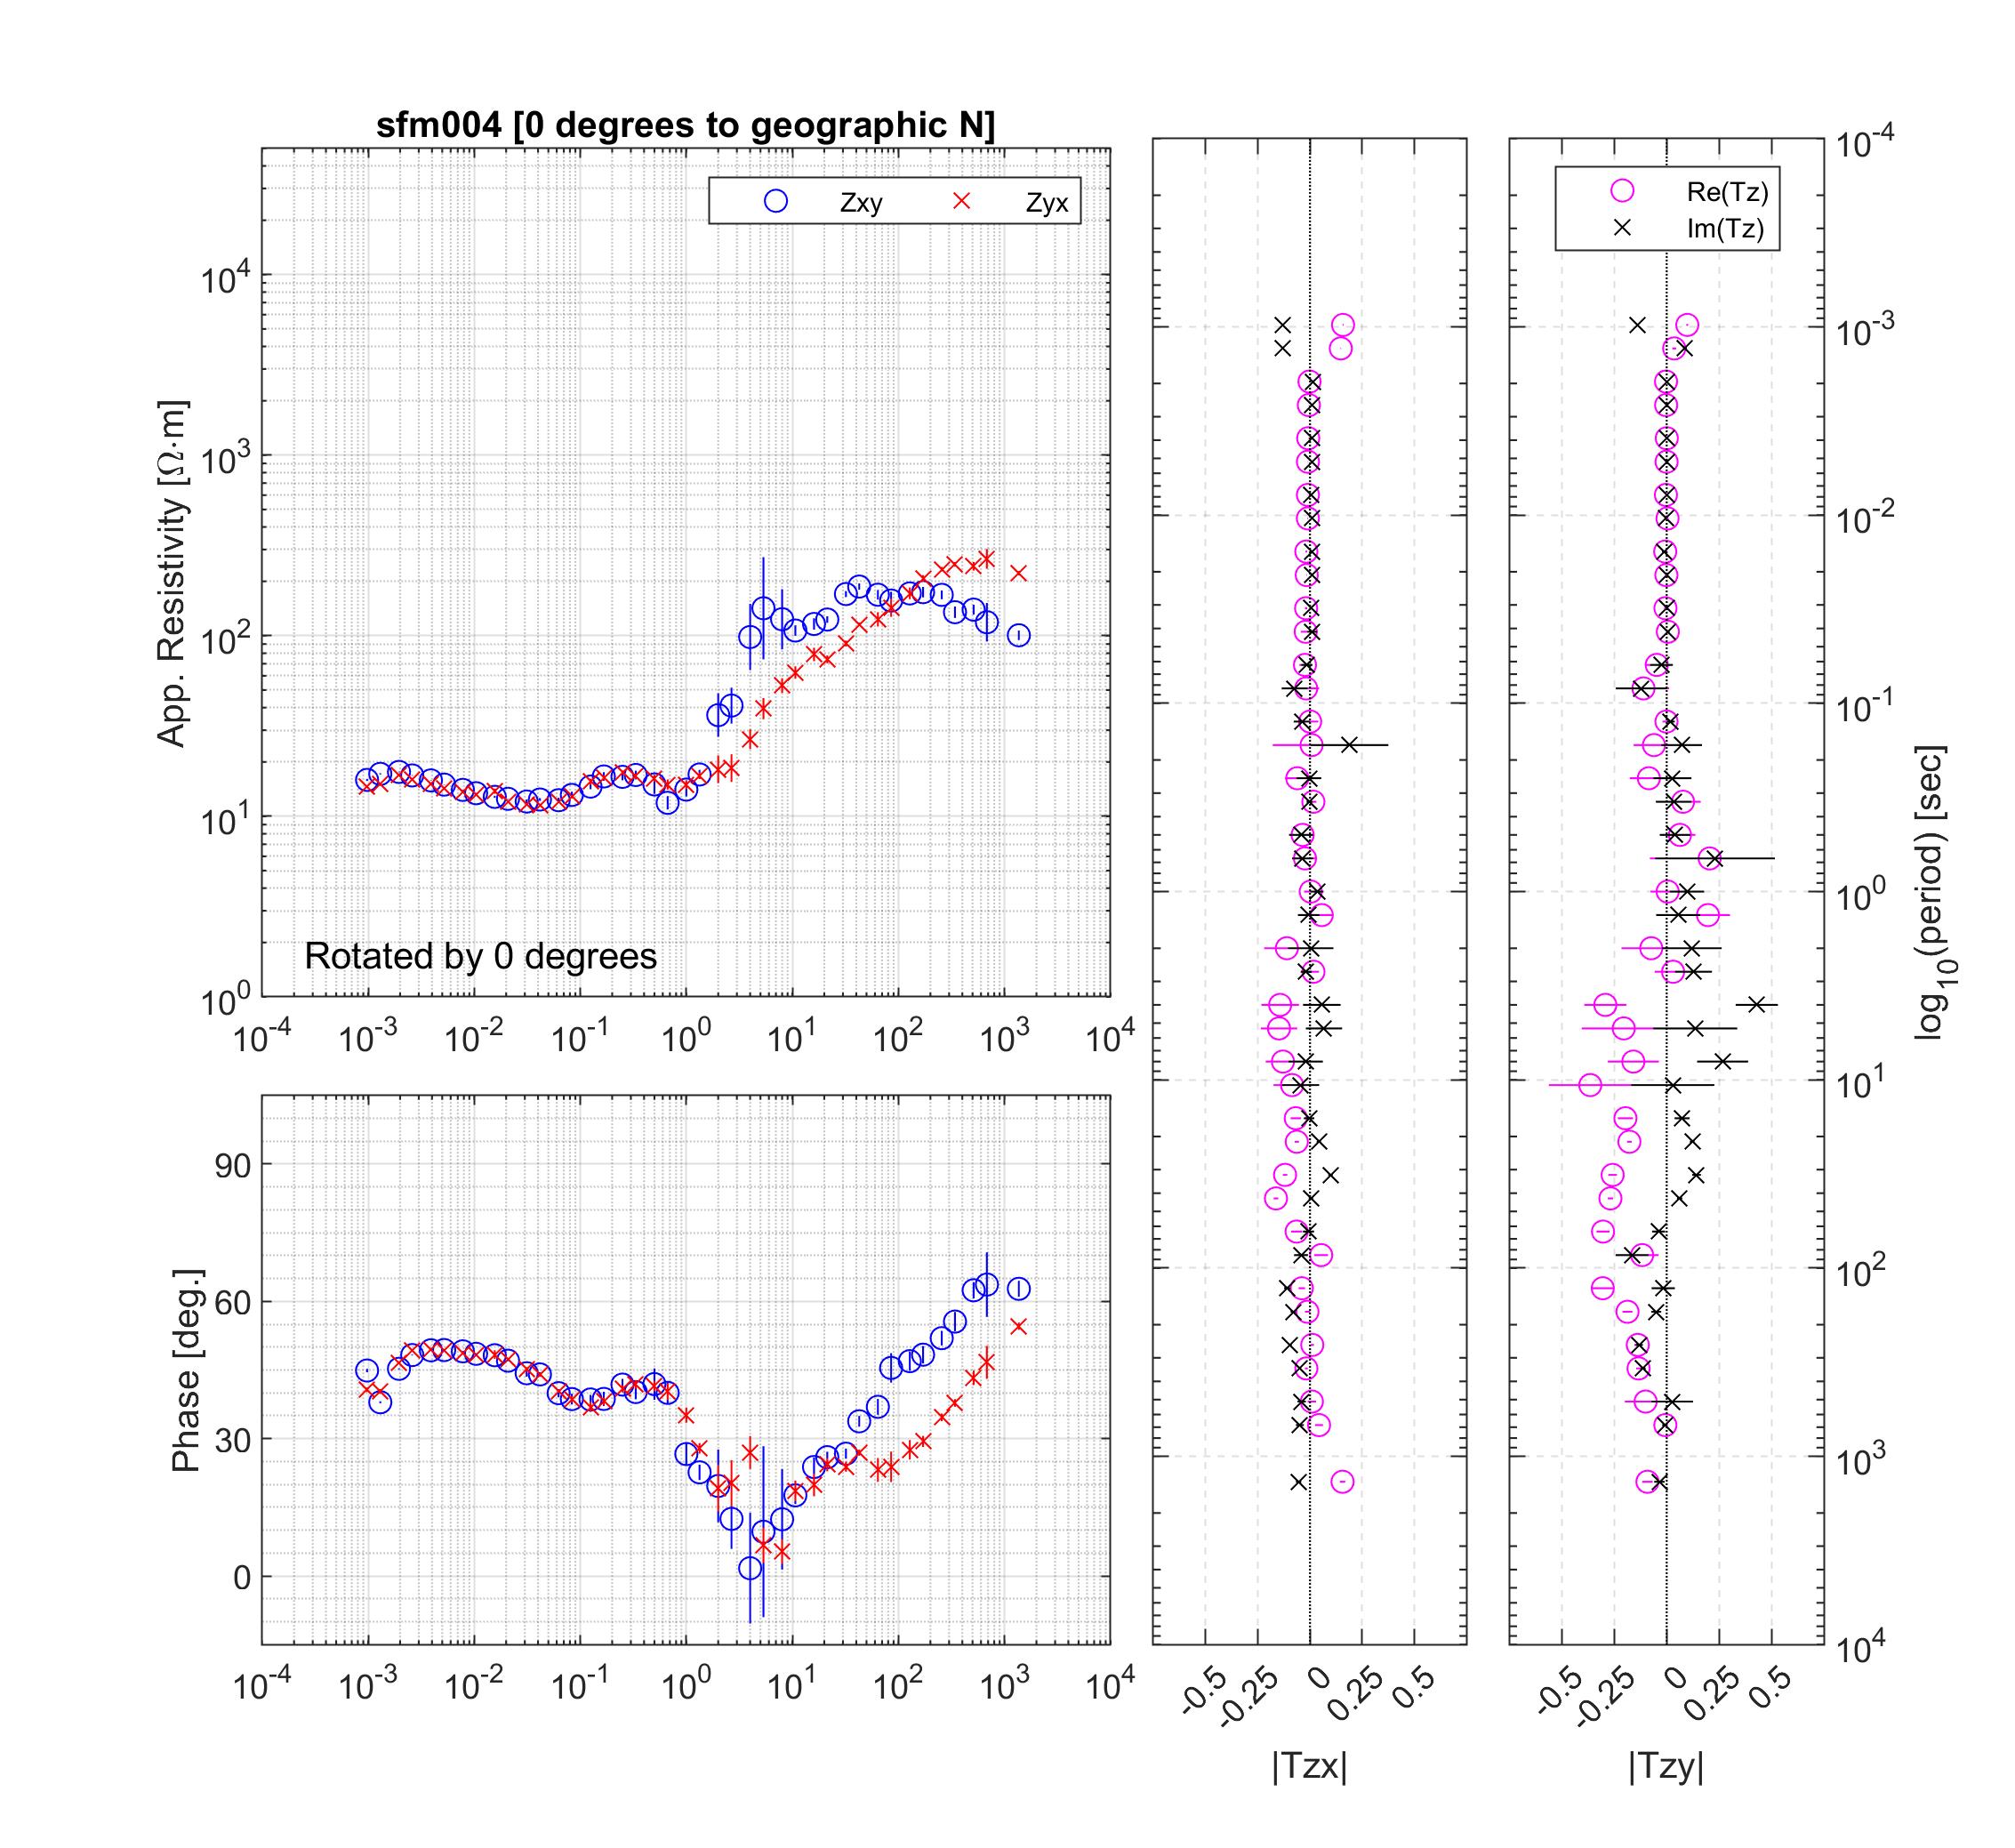 sfm004 [0 degrees to geographic N]
Zxy Zyx
App. Resistivity [Ω·m]
10^4
10^3
10^2
10^1
10^0
Rotated by 0 degrees
10^-4 10^-3 10^-2 10^-1 10^0 10^1 10^2 10^3 10^4
Phase [deg.]
90
60
30
0
10^-4 10^-3 10^-2 10^-1 10^0 10^1 10^2 10^3 10^4
-0.5 -0.25 0 0.25 0.5
|Tzx|
Re(Tz)
Im(Tz)
10^-4
10^-3
10^-2
10^-1
10^0
10^1
10^2
10^3
10^4
log10(period) [sec]
-0.5 -0.25 0 0.25 0.5
|Tzy|